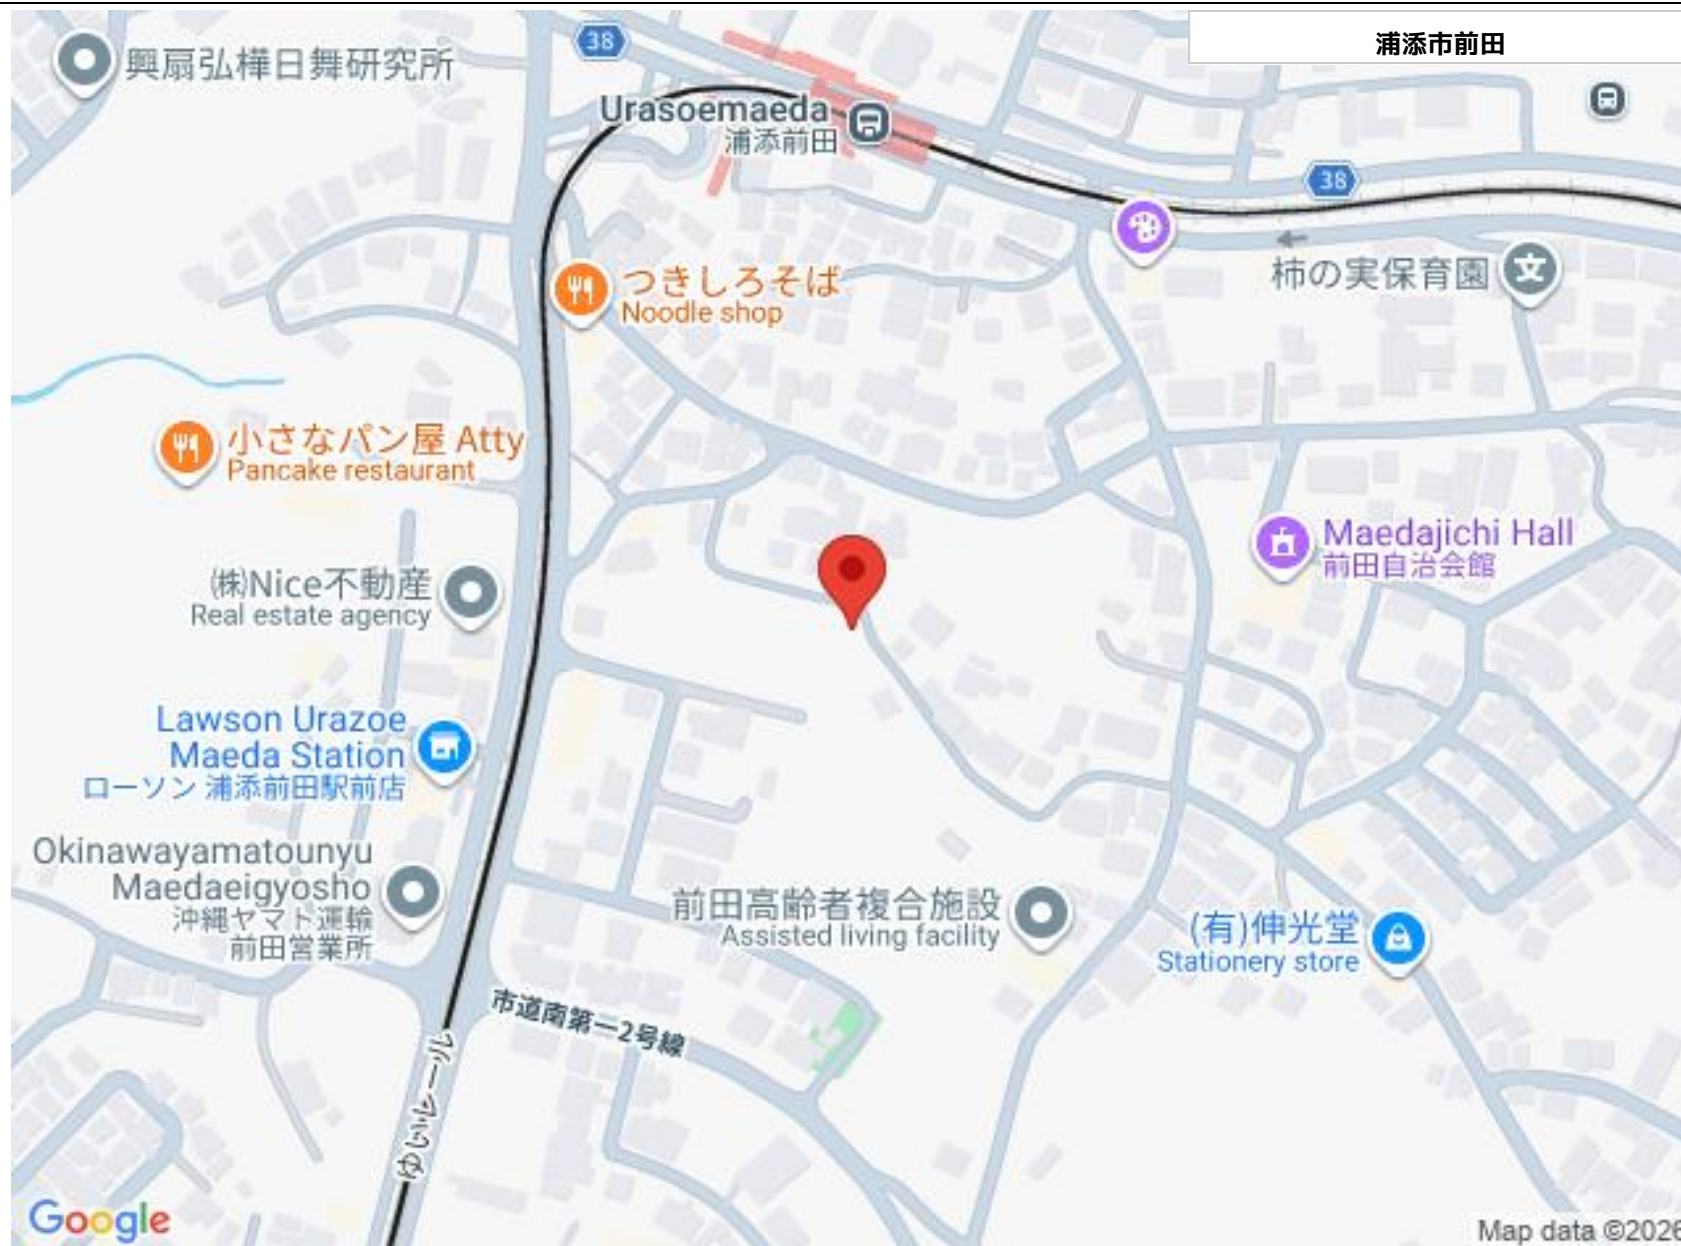 浦添市前田
興扇弘樺日舞研究所
38
Urasoemaeda
浦添前田
38
柿の実保育園
つきしろそば
Noodle shop
小さなパン屋 Atty
Pancake restaurant
Maedajichi Hall
前田自治会館
㈱Nice不動産
Real estate agency
Lawson Urazoe
Maeda Station
ローソン 浦添前田駅前店
Okinawayamatounyu
Maedaeigyosho
沖縄ヤマト運輸
前田営業所
前田高齢者複合施設
Assisted living facility
(有)伸光堂
Stationery store
市道南第一2号線
ゆいレール
Google
Map data ©2026